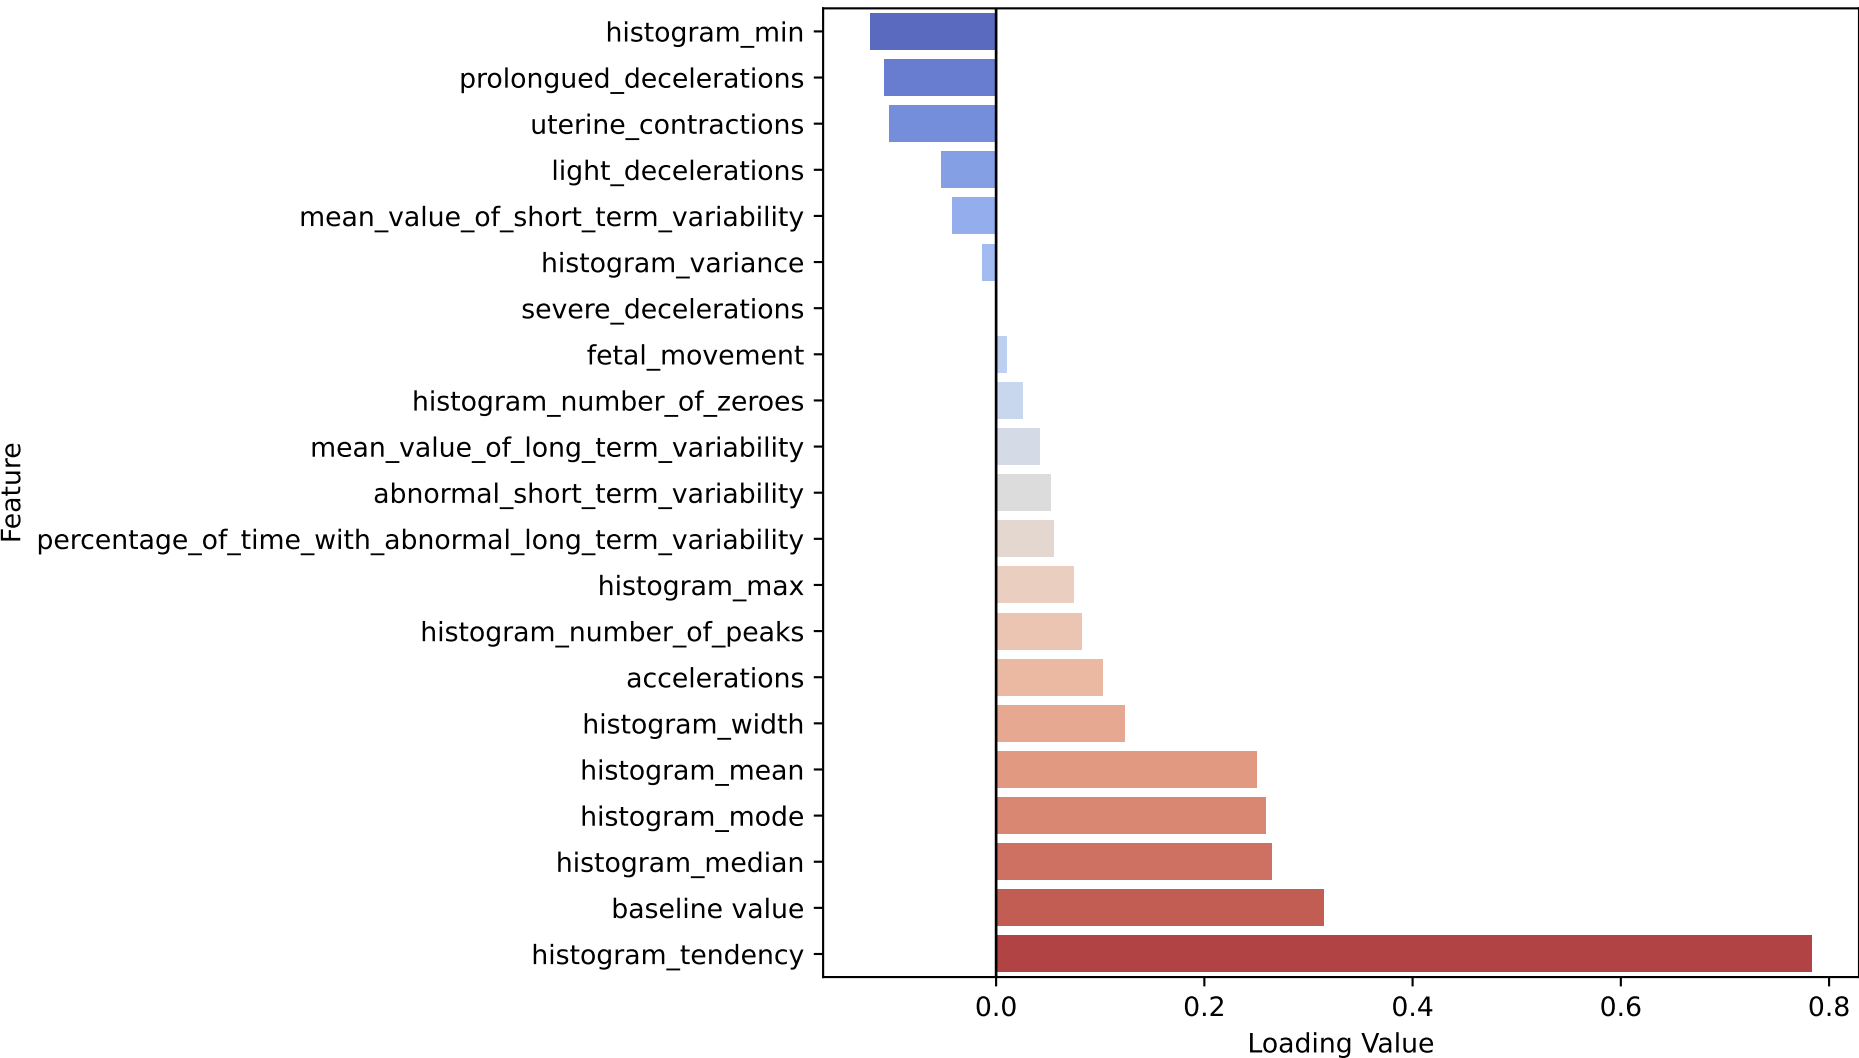 histogram_min
prolongued_decelerations
uterine_contractions
light_decelerations
mean_value_of_short_term_variability
histogram_variance
severe_decelerations
fetal_movement
histogram_number_of_zeroes
mean_value_of_long_term_variability
abnormal_short_term_variability
percentage_of_time_with_abnormal_long_term_variability
histogram_max
histogram_number_of_peaks
accelerations
histogram_width
histogram_mean
histogram_mode
histogram_median
baseline value
histogram_tendency
Feature
0.0 0.2 0.4 0.6 0.8
Loading Value